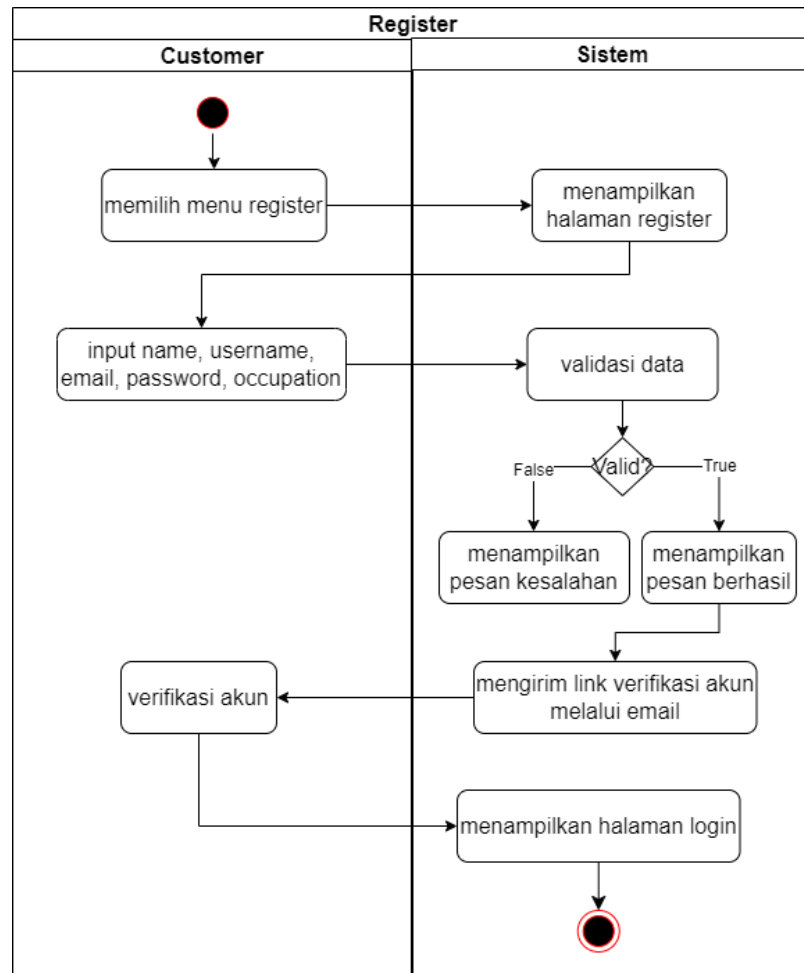 Register
Customer
Sistem
memilih menu register
menampilkan
halaman register
input name, username,
email, password, occupation
validasi data
Valid?
False
True
menampilkan
pesan kesalahan
menampilkan
pesan berhasil
mengirim link verifikasi akun
melalui email
verifikasi akun
menampilkan halaman login